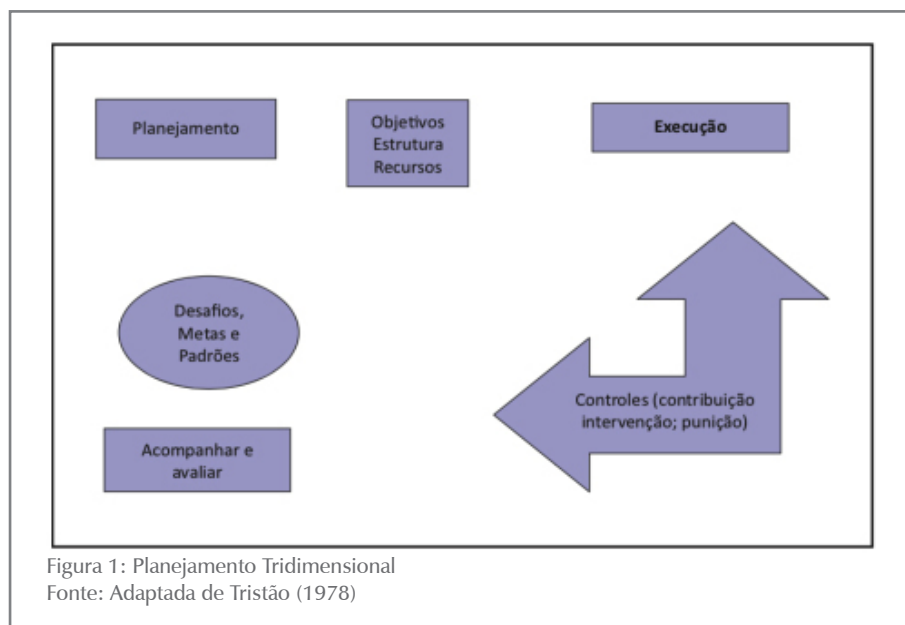 Planejamento
Objetivos
Estrutura
Recursos
Execução
Desafios,
Metas e
Padrões
Controles (contribuição
intervenção; punição)
Acompanhar e
avaliar
Figura 1: Planejamento Tridimensional
Fonte: Adaptada de Tristão (1978)